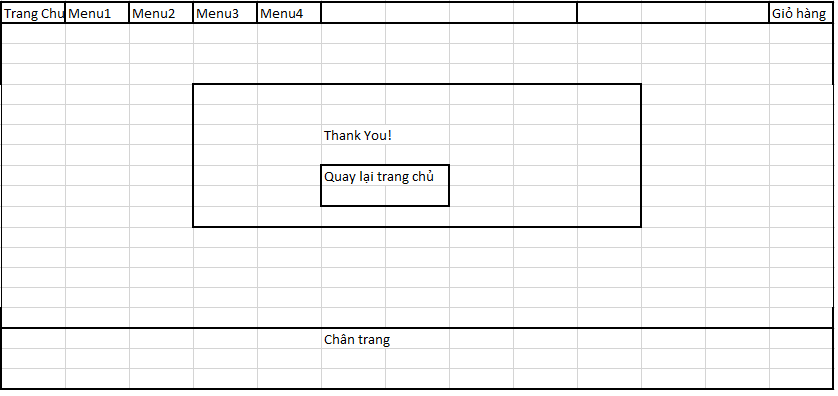 Trang Chu Menu1 Menu2 Menu3 Menu4 Giỏ hàng
Thank You!
Quay lại trang chủ
Chân trang